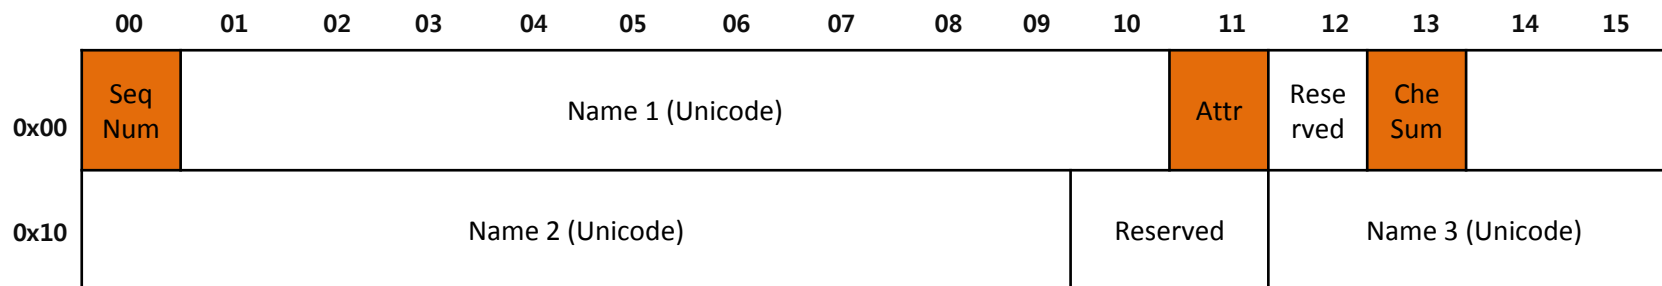 00 01 02 03 04 05 06 07 08 09 10 11 12 13 14 15
0x00
Seq
Num
Name 1 (Unicode)
Attr
Rese
rved
Che
Sum
0x10
Name 2 (Unicode)
Reserved
Name 3 (Unicode)